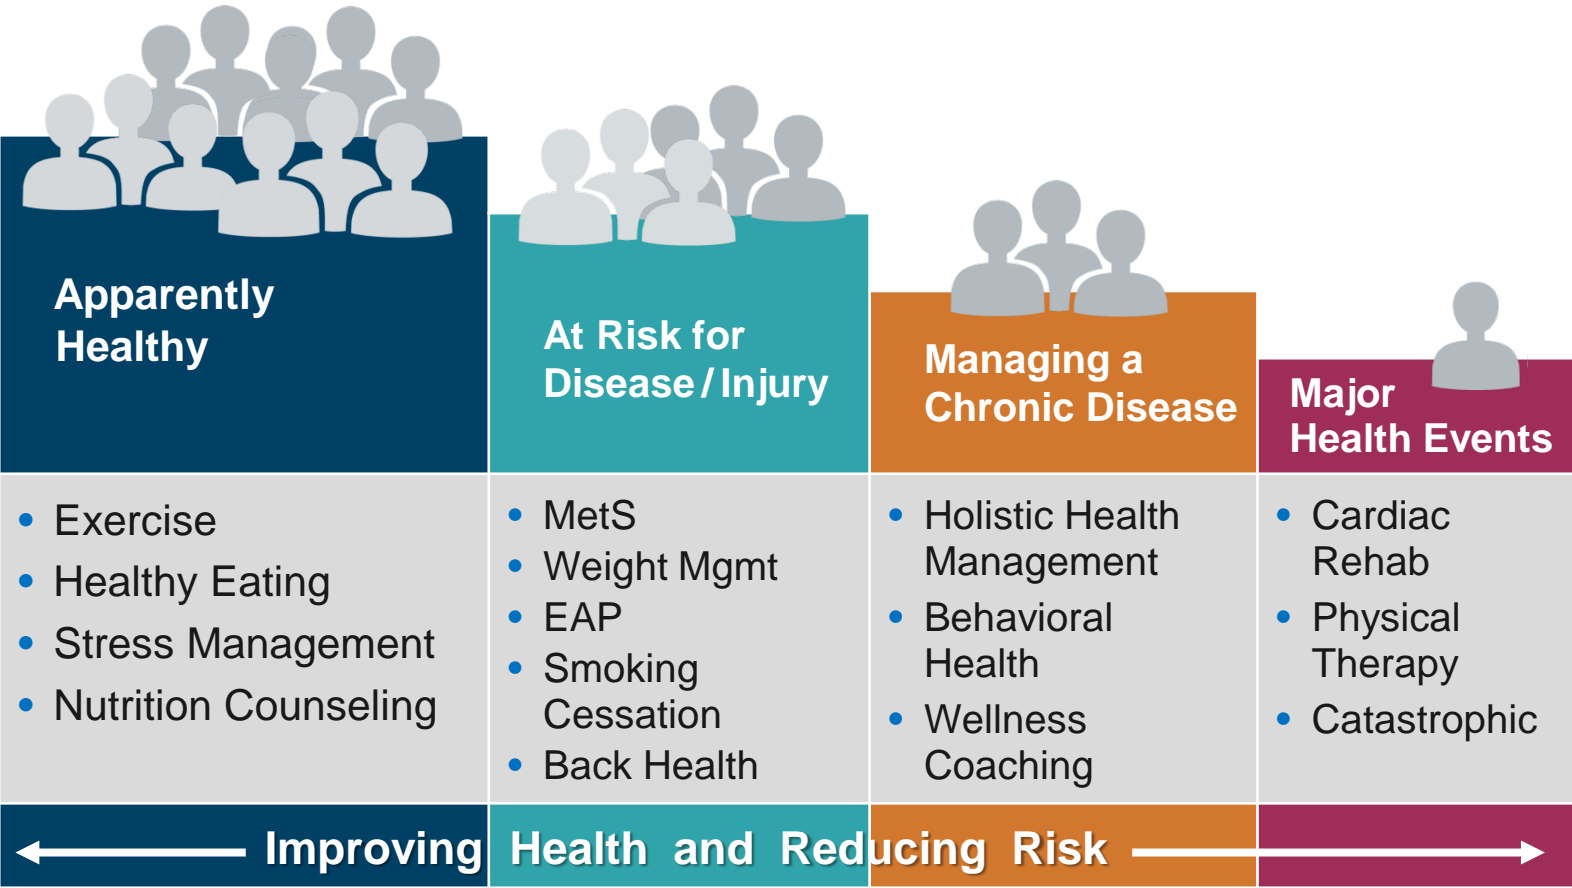 Apparently
Healthy
At Risk for
Disease / Injury
Managing a
Chronic Disease
Major
Health Events
• Exercise
• Healthy Eating
• Stress Management
• Nutrition Counseling
• MetS
• Weight Mgmt
• EAP
• Smoking
Cessation
• Back Health
• Holistic Health
Management
• Behavioral
Health
• Wellness
Coaching
• Cardiac
Rehab
• Physical
Therapy
• Catastrophic
Improving Health and Reducing Risk